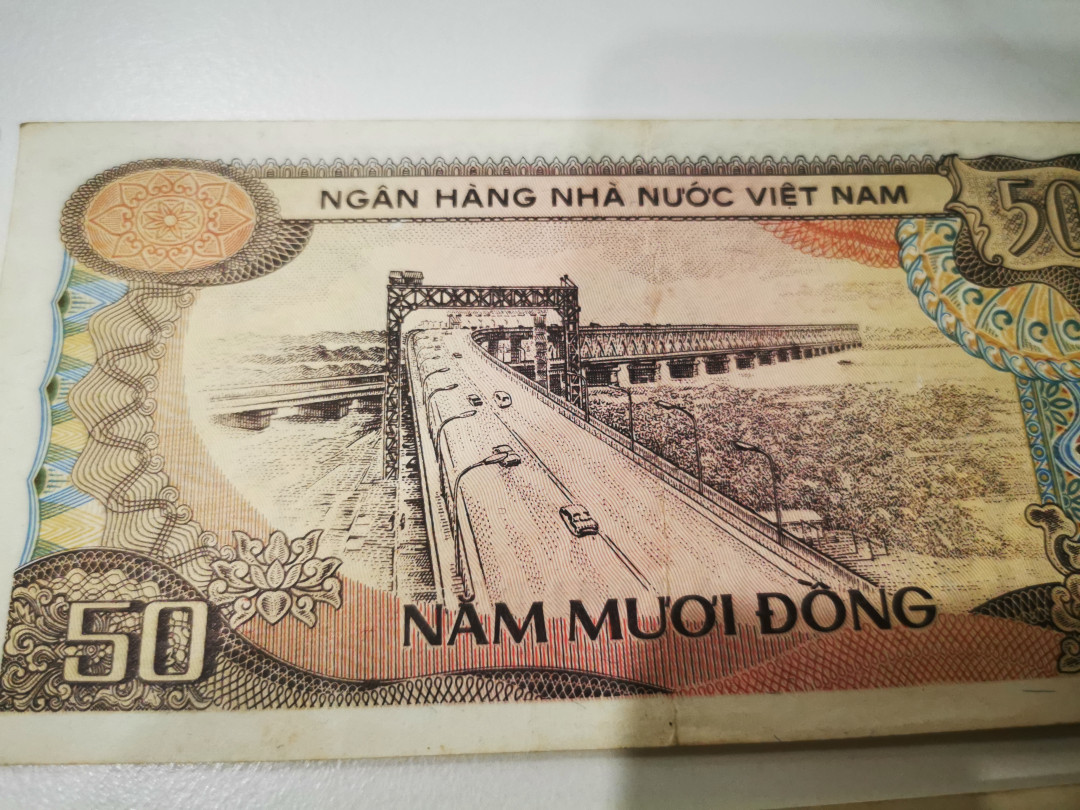 NGÂN HÀNG NHÀ NƯỚC VIỆT NAM
50
50
NĂM MƯƠI ĐỒNG